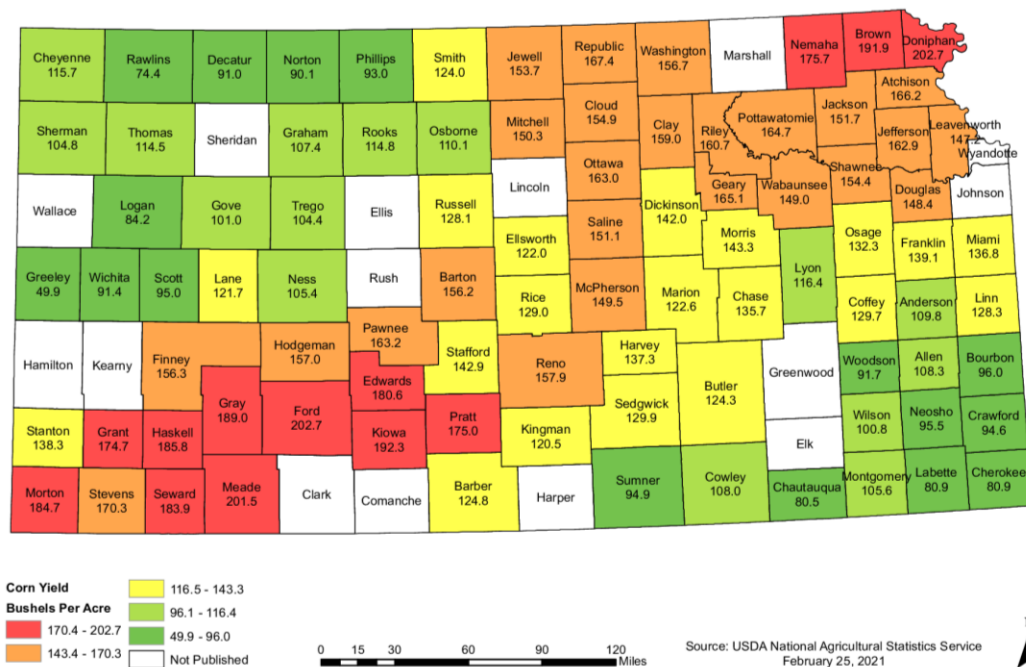 Cheyenne
115.7
Rawlins
74.4
Decatur
91.0
Norton
90.1
Phillips
93.0
Smith
124.0
Jewell
153.7
Republic
167.4
Washington
156.7
Marshall
Nemaha
175.7
Brown
191.9
Doniphan
202.7
Atchison
166.2
Sherman
104.8
Thomas
114.5
Sheridan
Graham
107.4
Rooks
114.8
Osborne
110.1
Mitchell
150.3
Cloud
154.9
Clay
159.0
Riley
160.7
Pottawatomie
164.7
Jackson
151.7
Jefferson
162.9
Leavenworth
147.2
Wyandotte
Wallace
Logan
84.2
Gove
101.0
Trego
104.4
Ellis
Russell
128.1
Lincoln
Ottawa
163.0
Saline
151.1
Dickinson
142.0
Geary
165.1
Wabaunsee
149.0
Shawnee
154.4
Douglas
148.4
Johnson
Ellsworth
122.0
Morris
143.3
Osage
132.3
Franklin
139.1
Miami
136.8
Greeley
49.9
Wichita
91.4
Scott
95.0
Lane
121.7
Ness
105.4
Rush
Barton
156.2
Rice
129.0
McPherson
149.5
Marion
122.6
Chase
135.7
Lyon
116.4
Coffey
129.7
Anderson
109.8
Linn
128.3
Hamilton
Kearny
Finney
156.3
Hodgeman
157.0
Pawnee
163.2
Stafford
142.9
Reno
157.9
Harvey
137.3
Butler
124.3
Greenwood
Woodson
91.7
Allen
108.3
Bourbon
96.0
Gray
189.0
Ford
202.7
Edwards
180.6
Sedgwick
129.9
Stanton
138.3
Grant
174.7
Haskell
185.8
Kiowa
192.3
Pratt
175.0
Kingman
120.5
Elk
Wilson
100.8
Neosho
95.5
Crawford
94.6
Morton
184.7
Stevens
170.3
Seward
183.9
Meade
201.5
Clark
Comanche
Barber
124.8
Harper
Sumner
94.9
Cowley
108.0
Chautauqua
80.5
Montgomery
105.6
Labette
80.9
Cherokee
80.9
Corn Yield
Bushels Per Acre
170.4 - 202.7
143.4 - 170.3
116.5 - 143.3
96.1 - 116.4
49.9 - 96.0
Not Published
0 15 30 60 90 120
Miles
Source: USDA National Agricultural Statistics Service
February 25, 2021